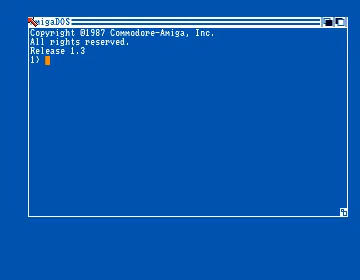 AmigaDOS
Copyright ©1987 Commodore-Amiga, Inc.
All rights reserved.
Release 1.3
1>